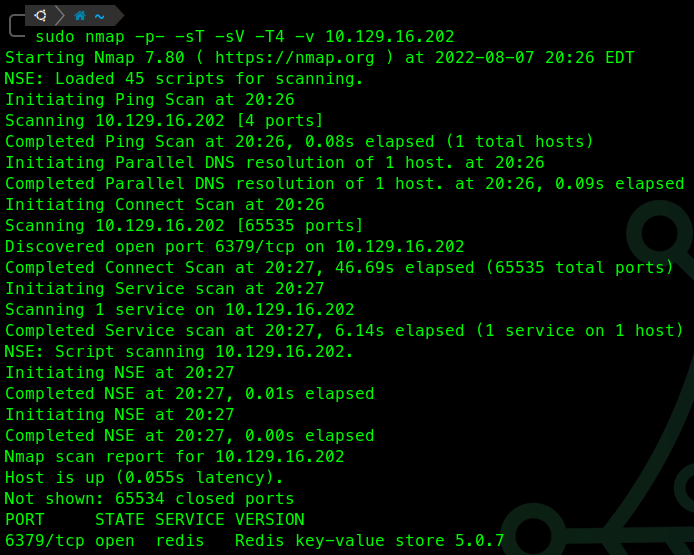 ~
sudo nmap -p- -sT -sV -T4 -v 10.129.16.202
Starting Nmap 7.80 ( https://nmap.org ) at 2022-08-07 20:26 EDT
NSE: Loaded 45 scripts for scanning.
Initiating Ping Scan at 20:26
Scanning 10.129.16.202 [4 ports]
Completed Ping Scan at 20:26, 0.08s elapsed (1 total hosts)
Initiating Parallel DNS resolution of 1 host. at 20:26
Completed Parallel DNS resolution of 1 host. at 20:26, 0.09s elapsed
Initiating Connect Scan at 20:26
Scanning 10.129.16.202 [65535 ports]
Discovered open port 6379/tcp on 10.129.16.202
Completed Connect Scan at 20:27, 46.69s elapsed (65535 total ports)
Initiating Service scan at 20:27
Scanning 1 service on 10.129.16.202
Completed Service scan at 20:27, 6.14s elapsed (1 service on 1 host)
NSE: Script scanning 10.129.16.202.
Initiating NSE at 20:27
Completed NSE at 20:27, 0.01s elapsed
Initiating NSE at 20:27
Completed NSE at 20:27, 0.00s elapsed
Nmap scan report for 10.129.16.202
Host is up (0.055s latency).
Not shown: 65534 closed ports
PORT     STATE SERVICE VERSION
6379/tcp open  redis   Redis key-value store 5.0.7